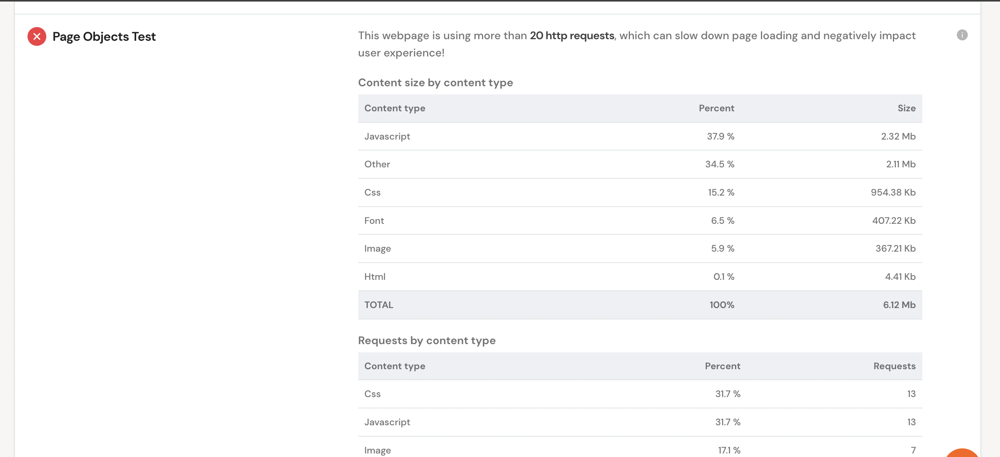 Page Objects Test
This webpage is using more than 20 http requests, which can slow down page loading and negatively impact
user experience!
Content size by content type
Content type Percent Size
Javascript 37.9 % 2.32 Mb
Other 34.5 % 2.11 Mb
Css 15.2 % 954.38 Kb
Font 6.5 % 407.22 Kb
Image 5.9 % 367.21 Kb
Html 0.1 % 4.41 Kb
TOTAL 100% 6.12 Mb
Requests by content type
Content type Percent Requests
Css 31.7 % 13
Javascript 31.7 % 13
Image 17.1 % 7